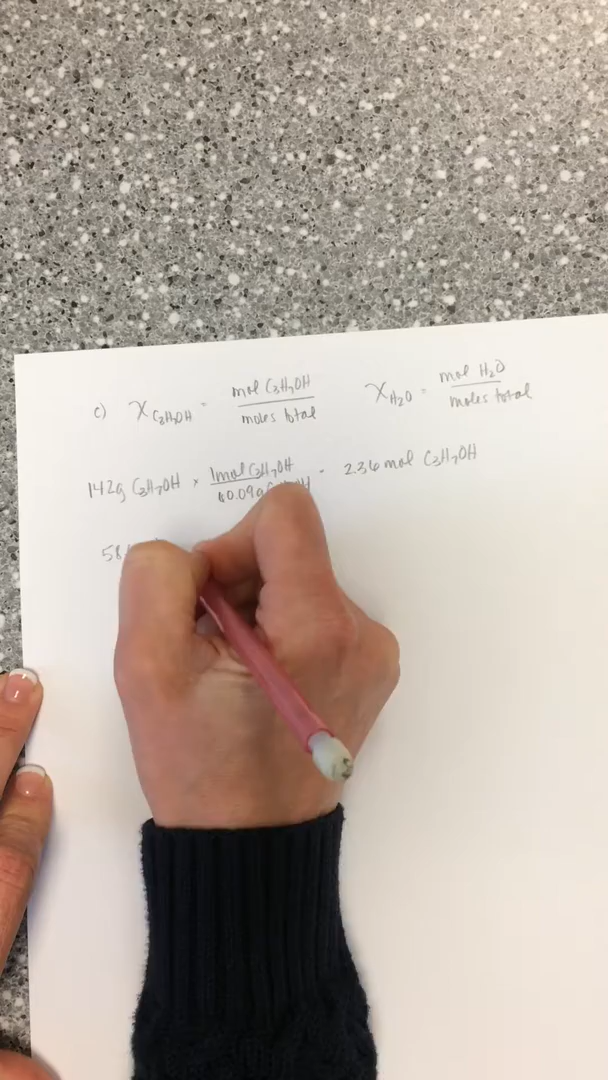 c) χ C₃H₇OH = mol C₃H₇OH / moles total χ H₂O = mol H₂O / moles total
142g C₃H₇OH × 1mol C₃H₇OH / 60.09g = 2.36 mol C₃H₇OH
58